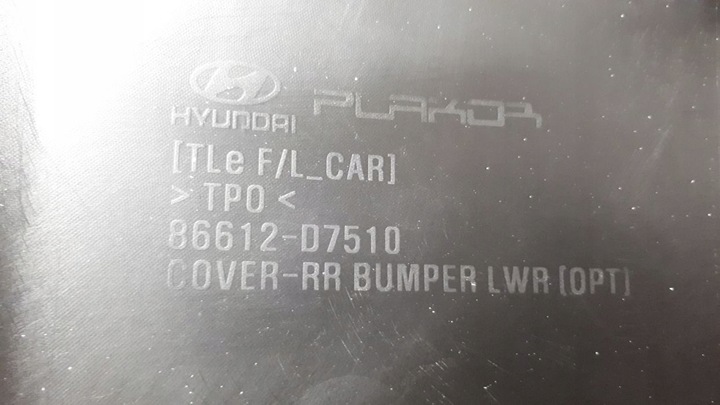 HYUNDAI PLAKOR
[TLe F/L_CAR]
> TPO <
86612-D7510
COVER-RR BUMPER LWR [OPT]